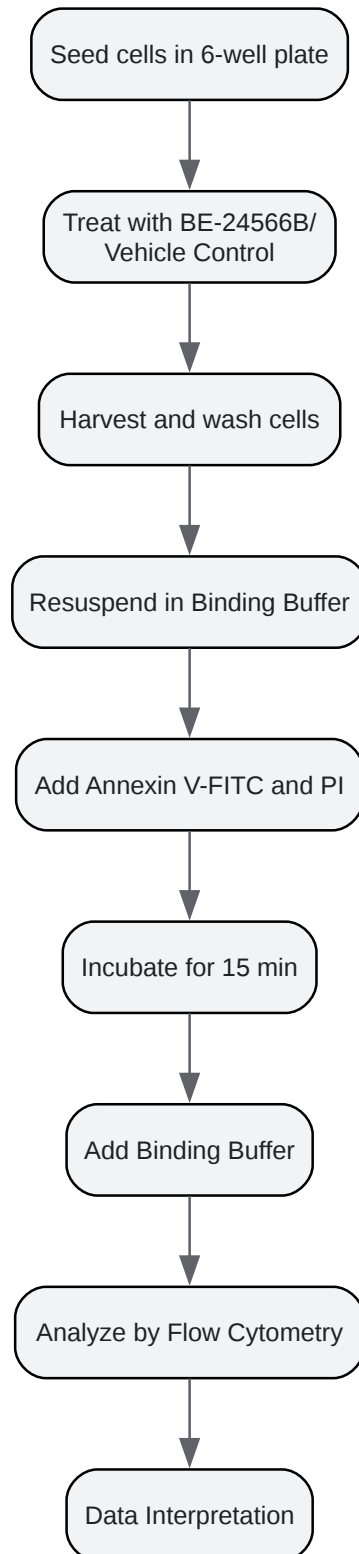 Seed cells in 6-well plate
Treat with BE-24566B/
Vehicle Control
Harvest and wash cells
Resuspend in Binding Buffer
Add Annexin V-FITC and PI
Incubate for 15 min
Add Binding Buffer
Analyze by Flow Cytometry
Data Interpretation